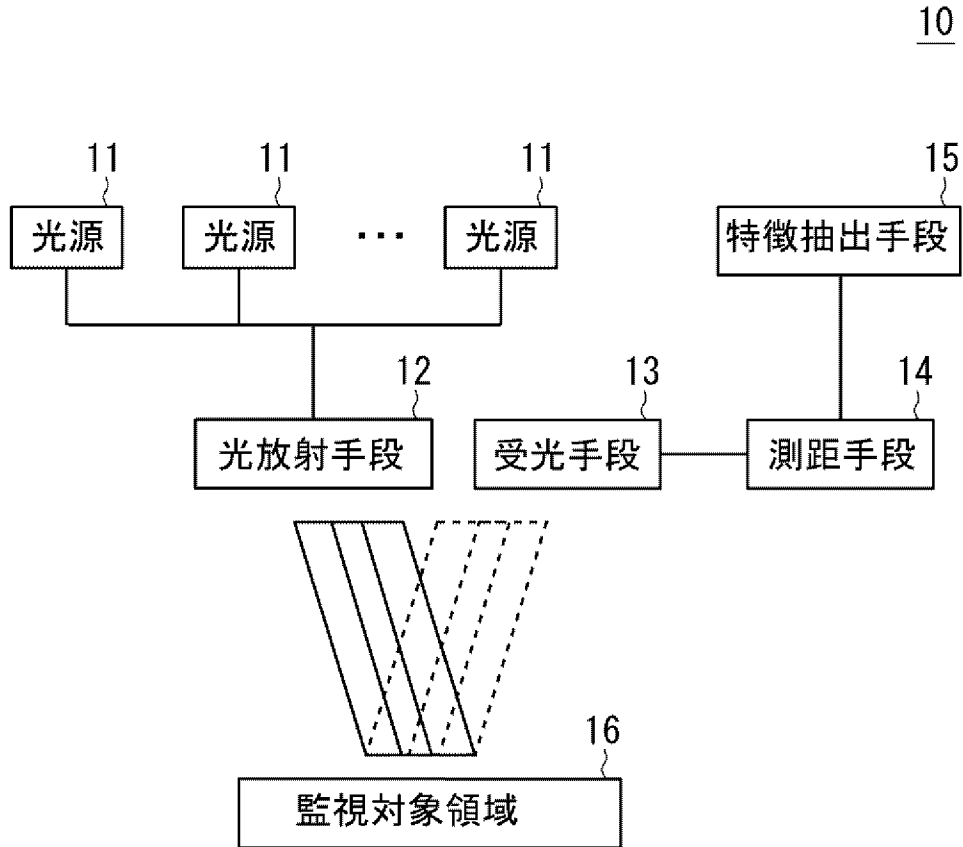 10
11 11 11 15
光源 光源 ・・・ 光源 特徴抽出手段
12 13 14
光放射手段 受光手段 測距手段
16
監視対象領域